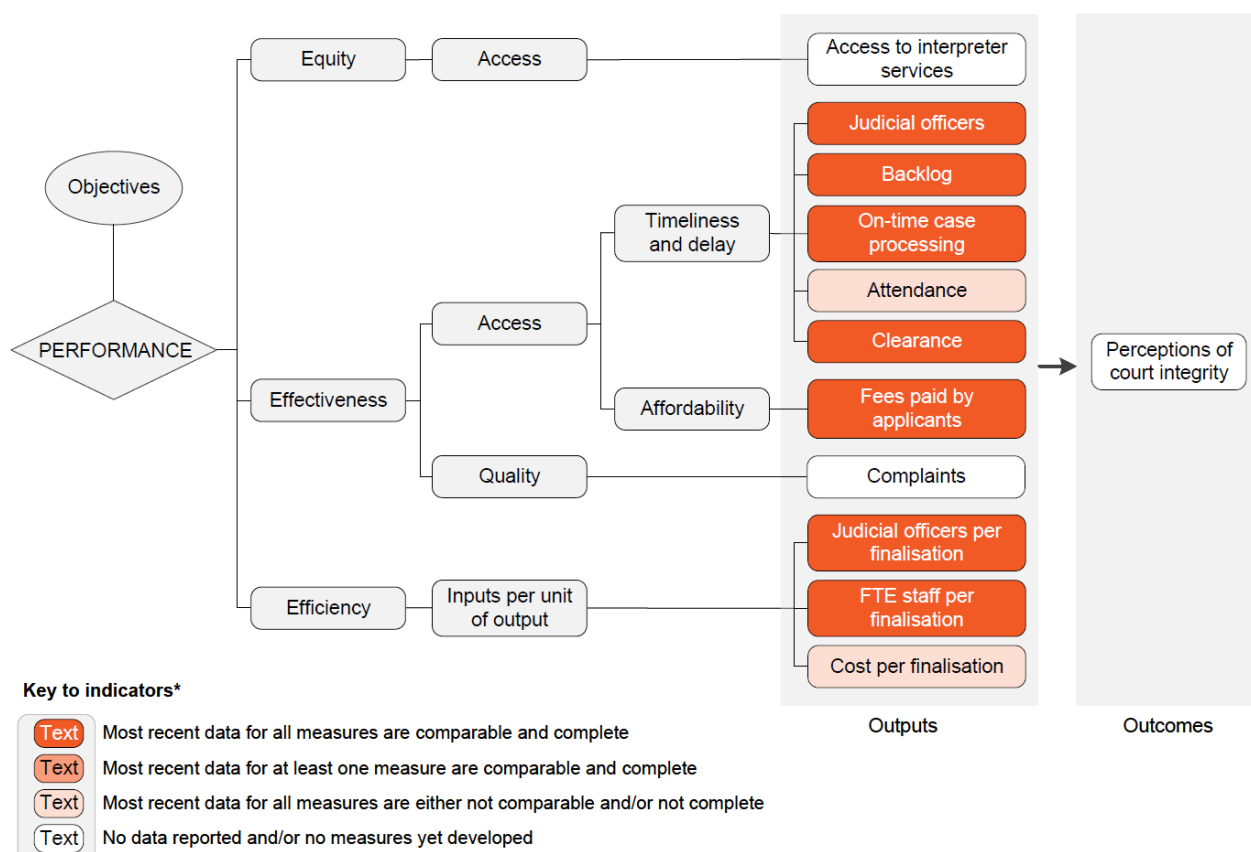 Equity
Access
Access to interpreter
services
Judicial officers
Backlog
Objectives
Timeliness
and delay
On-time case
processing
Attendance
Access
Clearance
PERFORMANCE
Perceptions of
court integrity
Effectiveness
Affordability
Fees paid by
applicants
Quality
Complaints
Judicial officers per
finalisation
Efficiency
Inputs per unit
of output
FTE staff per
finalisation
Cost per finalisation
Key to indicators*
Outputs
Outcomes
Text Most recent data for all measures are comparable and complete
Text Most recent data for at least one measure are comparable and complete
Text Most recent data for all measures are either not comparable and/or not complete
Text No data reported and/or no measures yet developed